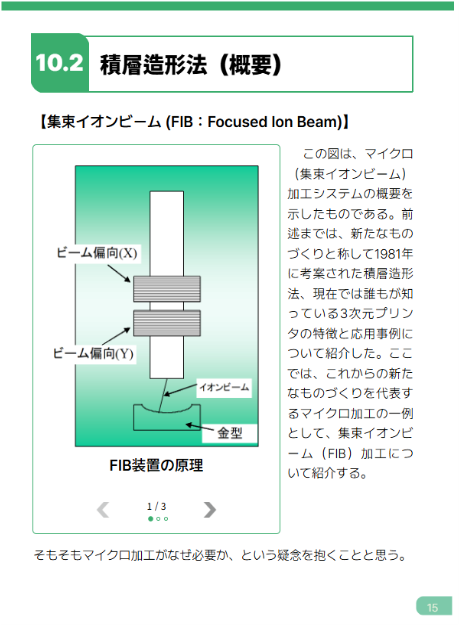 10.2 積層造形法（概要）
【集束イオンビーム (FIB：Focused Ion Beam)】
ビーム偏向(X)
ビーム偏向(Y)
イオンビーム
金型
FIB装置の原理
1 / 3
この図は、マイクロ
（集束イオンビーム）
加工システムの概要を
示したものである。前
述までは、新たなもの
づくりと称して1981年
に考案された積層造形
法、現在では誰もが知
っている3次元プリン
タの特徴と応用事例に
ついて紹介した。ここ
では、これからの新た
なものづくりを代表す
るマイクロ加工の一例
として、集束イオンビ
ーム（FIB）加工につ
いて紹介する。
そもそもマイクロ加工がなぜ必要か、という疑念を抱くことと思う。
15